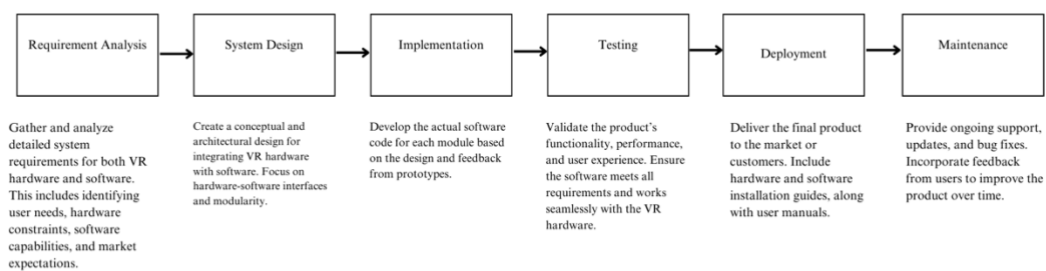 Requirement Analysis
System Design
Implementation
Testing
Deployment
Maintenance
Gather and analyze
detailed system
requirements for both VR
hardware and software.
This includes identifying
user needs, hardware
constraints, software
capabilities, and market
expectations.
Create a conceptual and
architectural design for
integrating VR hardware
with software. Focus on
hardware-software interfaces
and modularity.
Develop the actual software
code for each module based
on the design and feedback
from prototypes.
Validate the product's
functionality, performance,
and user experience. Ensure
the software meets all
requirements and works
seamlessly with the VR
hardware.
Deliver the final product
to the market or
customers. Include
hardware and software
installation guides, along
with user manuals.
Provide ongoing support,
updates, and bug fixes.
Incorporate feedback
from users to improve the
product over time.